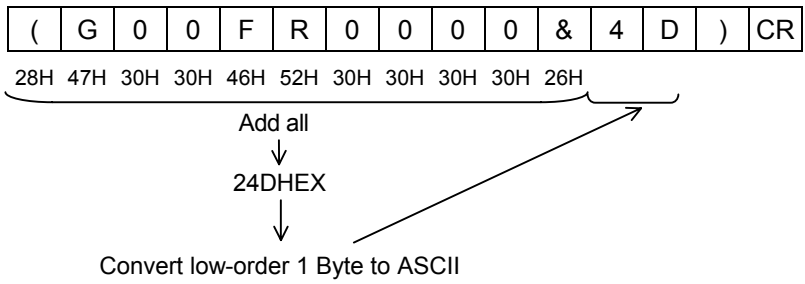 ( G 0 0 F R 0 0 0 0 & 4 D ) CR
28H 47H 30H 30H 46H 52H 30H 30H 30H 30H 26H
Add all
24DHEX
Convert low-order 1 Byte to ASCII